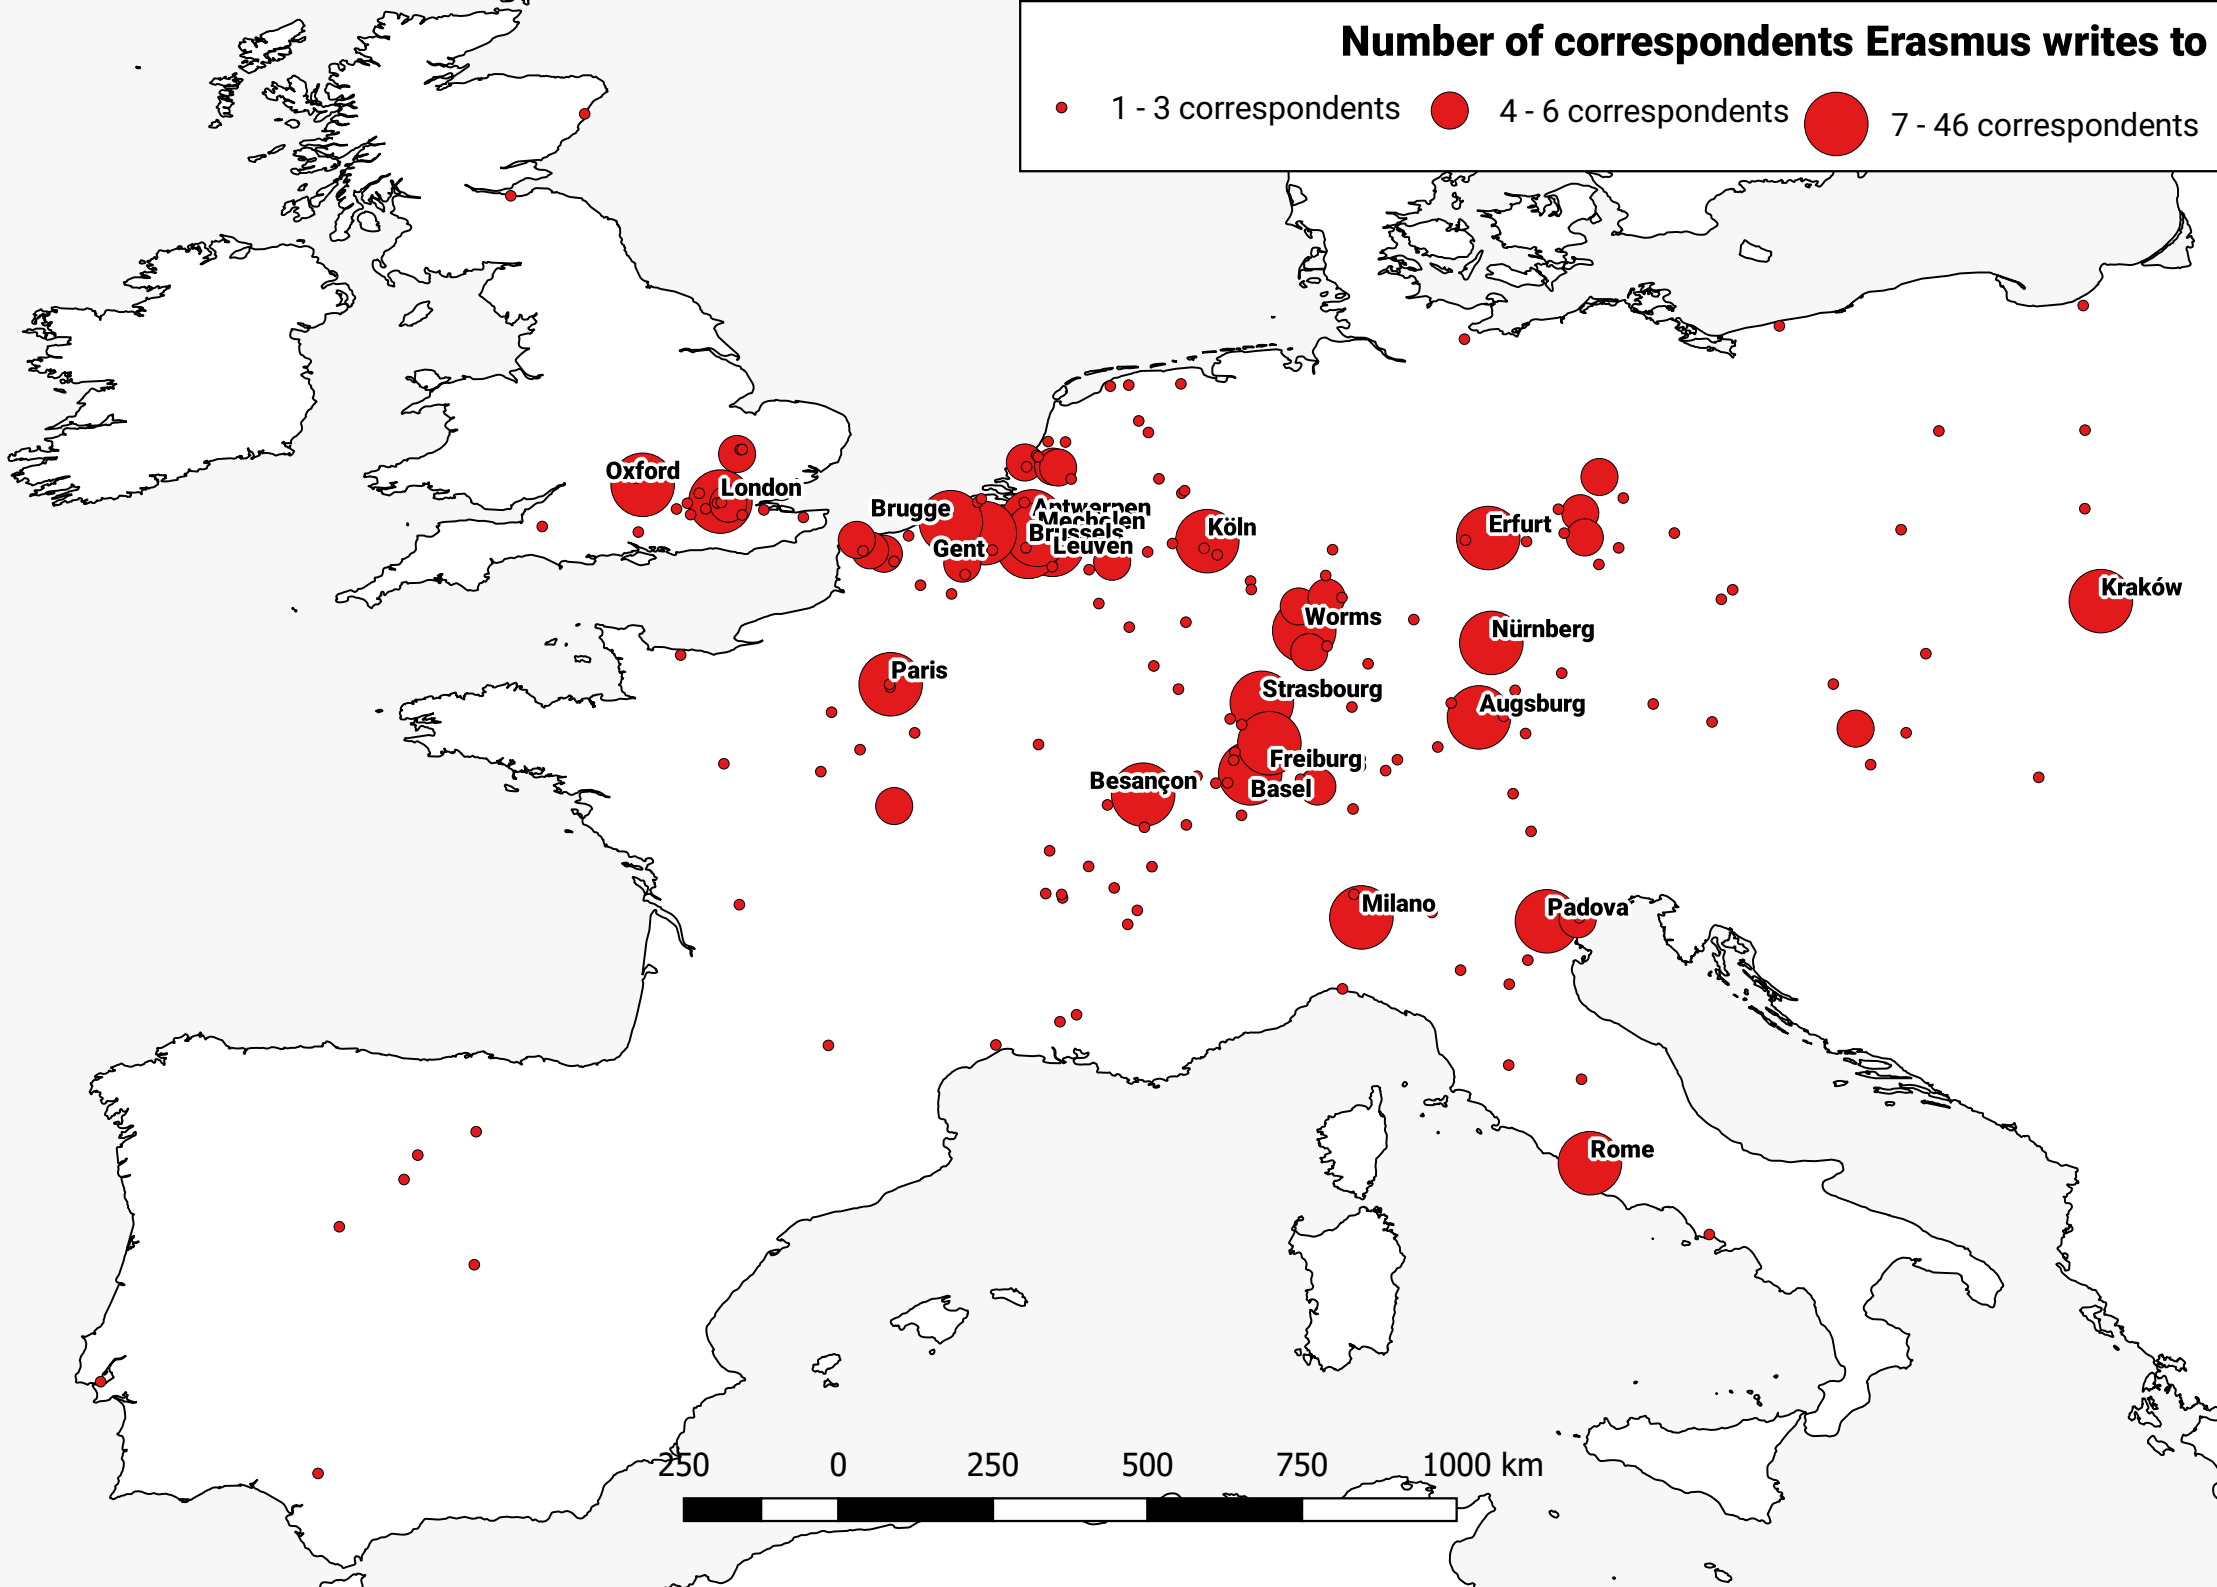 Number of correspondents Erasmus writes to
1 - 3 correspondents 4 - 6 correspondents 7 - 46 correspondents
Oxford
London
Brugge
Antwerpen
Mechelen
Brussels
Gent
Leuven
Köln
Erfurt
Kraków
Worms
Nürnberg
Paris
Strasbourg
Augsburg
Freiburg
Besançon
Basel
Milano
Padova
Rome
250 0 250 500 750 1000 km